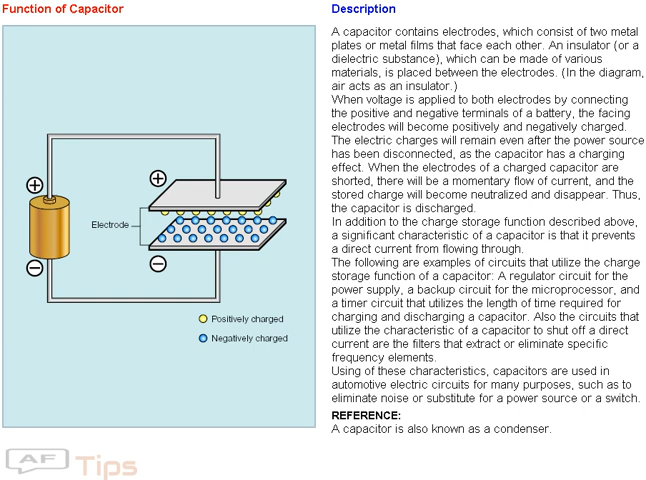 Function of Capacitor
Description
A capacitor contains electrodes, which consist of two metal
plates or metal films that face each other. An insulator (or a
dielectric substance), which can be made of various
materials, is placed between the electrodes. (In the diagram,
air acts as an insulator.)
When voltage is applied to both electrodes by connecting
the positive and negative terminals of a battery, the facing
electrodes will become positively and negatively charged.
The electric charges will remain even after the power source
has been disconnected, as the capacitor has a charging
effect. When the electrodes of a charged capacitor are
shorted, there will be a momentary flow of current, and the
stored charge will become neutralized and disappear. Thus,
the capacitor is discharged.
In addition to the charge storage function described above,
a significant characteristic of a capacitor is that it prevents
a direct current from flowing through.
The following are examples of circuits that utilize the charge
storage function of a capacitor: A regulator circuit for the
power supply, a backup circuit for the microprocessor, and
a timer circuit that utilizes the length of time required for
charging and discharging a capacitor. Also the circuits that
utilize the characteristic of a capacitor to shut off a direct
current are the filters that extract or eliminate specific
frequency elements.
Using of these characteristics, capacitors are used in
automotive electric circuits for many purposes, such as to
eliminate noise or substitute for a power source or a switch.
REFERENCE:
A capacitor is also known as a condenser.
+
+
Electrode
−
−
Positively charged
Negatively charged
AF
Tips